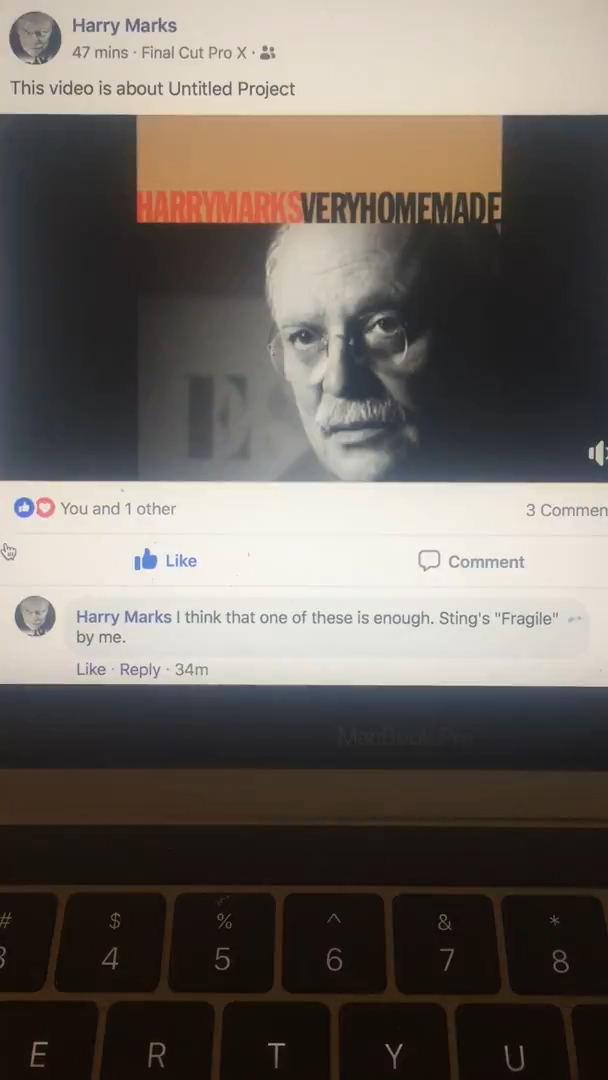 Harry Marks
47 mins · Final Cut Pro X ·
This video is about Untitled Project
HARRYMARKSVERYHOMEMADE
E
You and 1 other
3 Commen
Like
Comment
Harry Marks I think that one of these is enough. Sting's "Fragile"
by me.
Like · Reply · 34m
MacBook Pro
# $ % ^ & *
3 4 5 6 7 8
E R T Y U